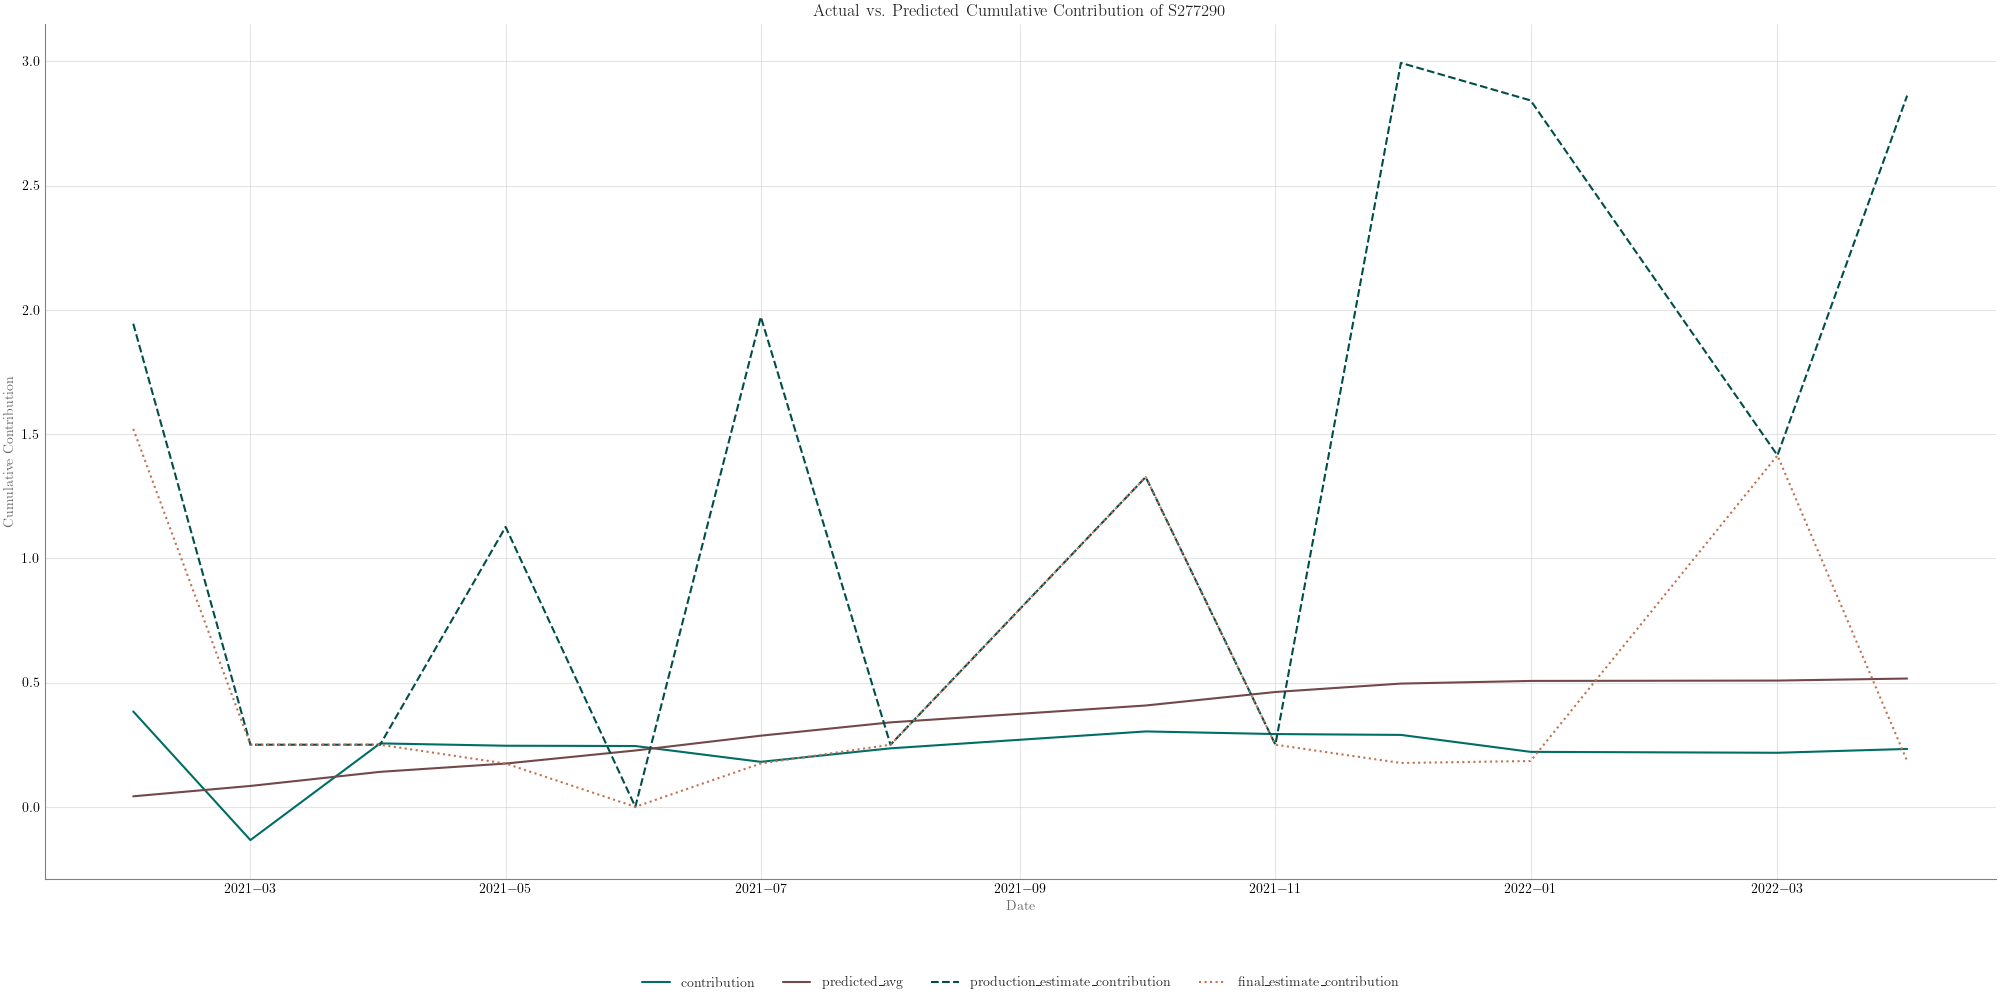 Actual vs. Predicted Cumulative Contribution of S277290
Cumulative Contribution
3.0
2.5
2.0
1.5
1.0
0.5
0.0
2021−03 2021−05 2021−07 2021−09 2021−11 2022−01 2022−03
Date
contribution predicted_avg production_estimate_contribution final_estimate_contribution